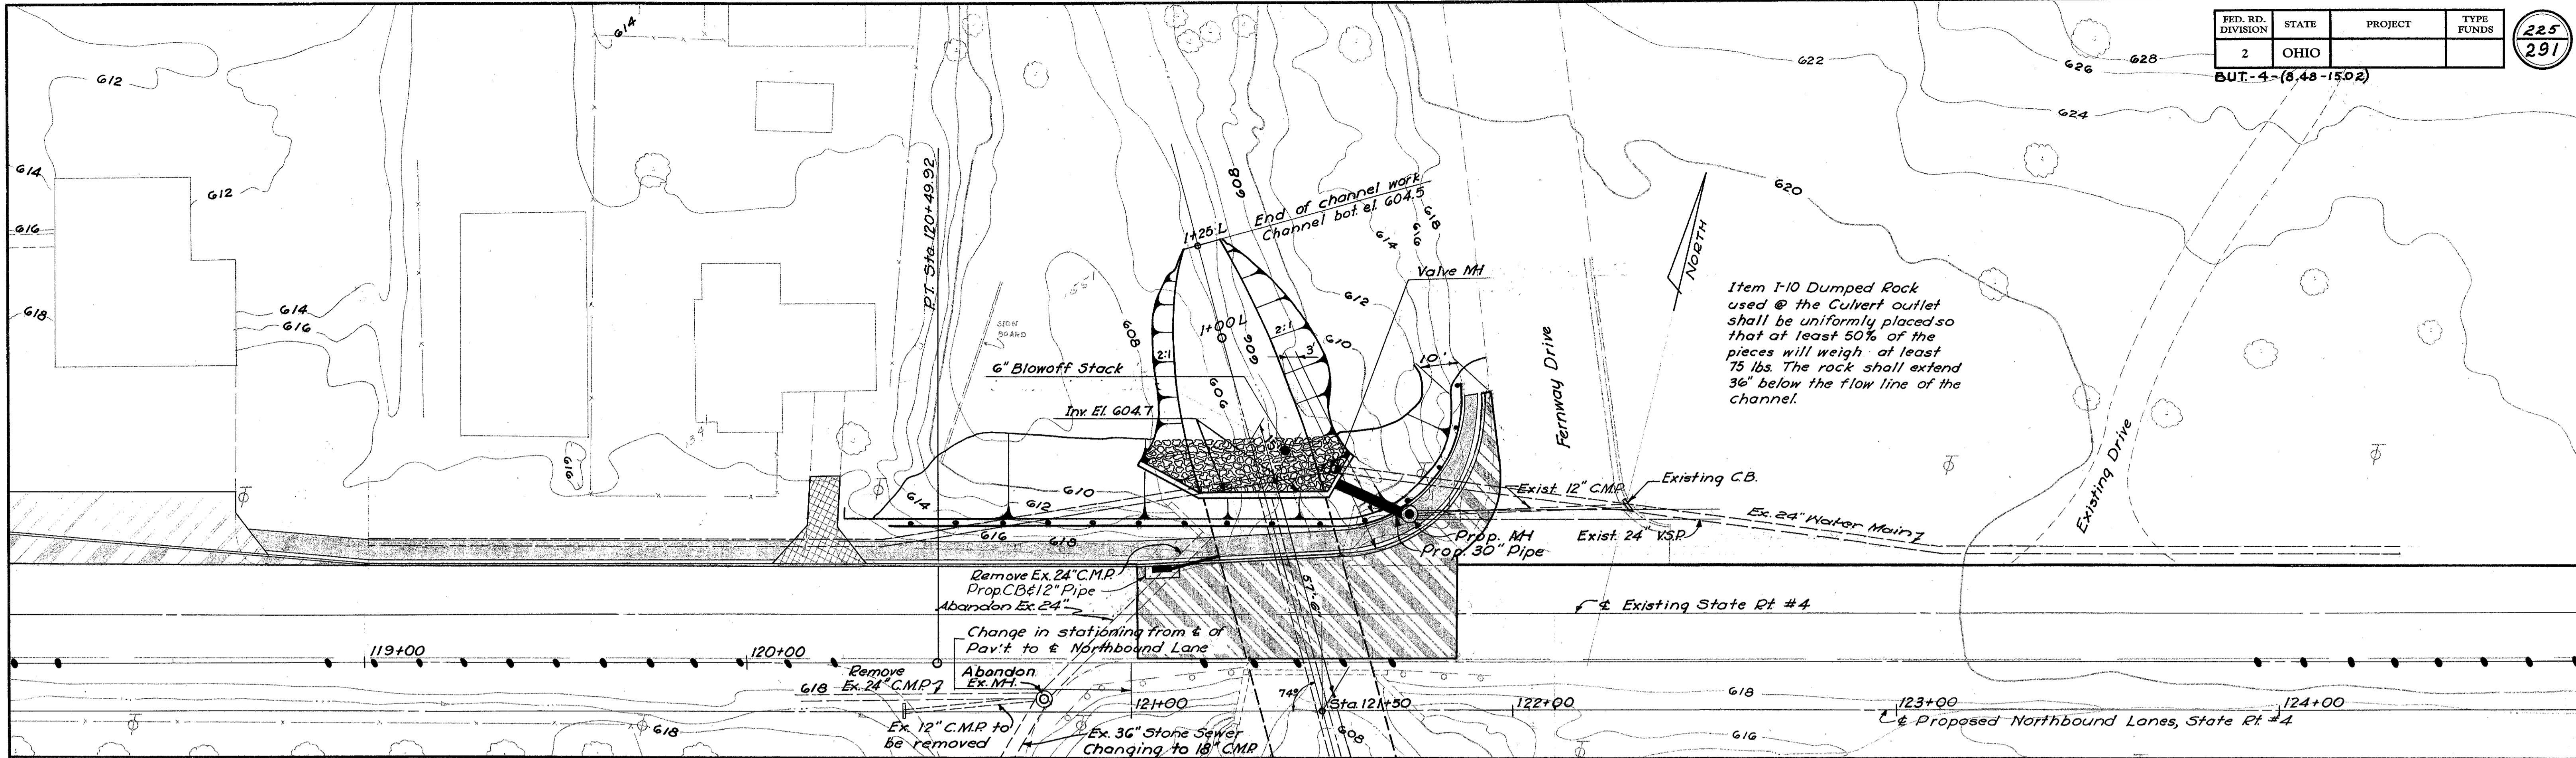 FED. RD. DIVISION STATE PROJECT TYPE FUNDS
2 OHIO
225
291
BUT.-4-(8.48-15.02)
614
612
622
626
628
624
614
612
616
618
614
616
P.T. Sta. 120+49.92
608
End of channel work
Channel bot. el. 604.5
1+25 L
618
616
614
620
NORTH
Valve MH
612
Item I-10 Dumped Rock
used @ the Culvert outlet
shall be uniformly placed so
that at least 50% of the
pieces will weigh at least
75 lbs. The rock shall extend
36" below the flow line of the
channel.
SIGN
BOARD
608
1+00 L
606
2:1
610
3'
2:1
10'
6" Blowoff Stack
606
Inv. El. 604.7
Fernway Drive
Existing Drive
616
614
610
612
616
618
Exist. 12" C.M.P.
Existing C.B.
Ex. 24" Water Main
Prop. MH
Prop. 30" Pipe
Exist. 24" V.S.P.
Remove Ex. 24" C.M.P.
Prop. C.B. & 12" Pipe
Abandon Ex. 24"
57'-6"
℄ Existing State Rt. #4
Change in stationing from ℄ of
Pav't to ℄ Northbound Lane
119+00
120+00
Remove
Ex. 24" C.M.P.
618
Abandon
Ex. MH.
121+00
74°
Sta. 121+50
122+00
618
123+00
124+00
℄ Proposed Northbound Lanes, State Rt. #4
618
Ex. 12" C.M.P. to
be removed
Ex. 36" Stone Sewer
Changing to 18" C.M.P.
608
616